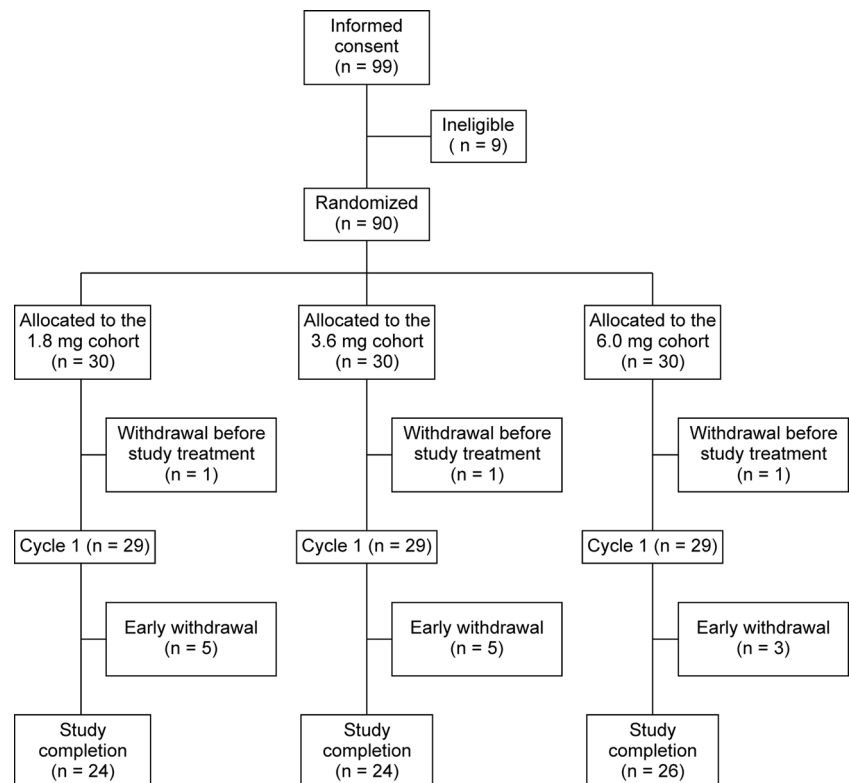 Informed
consent
(n = 99)
Ineligible
( n = 9)
Randomized
(n = 90)
Allocated to the
1.8 mg cohort
(n = 30)
Allocated to the
3.6 mg cohort
(n = 30)
Allocated to the
6.0 mg cohort
(n = 30)
Withdrawal before
study treatment
(n = 1)
Withdrawal before
study treatment
(n = 1)
Withdrawal before
study treatment
(n = 1)
Cycle 1 (n = 29)
Cycle 1 (n = 29)
Cycle 1 (n = 29)
Early withdrawal
(n = 5)
Early withdrawal
(n = 5)
Early withdrawal
(n = 3)
Study
completion
(n = 24)
Study
completion
(n = 24)
Study
completion
(n = 26)